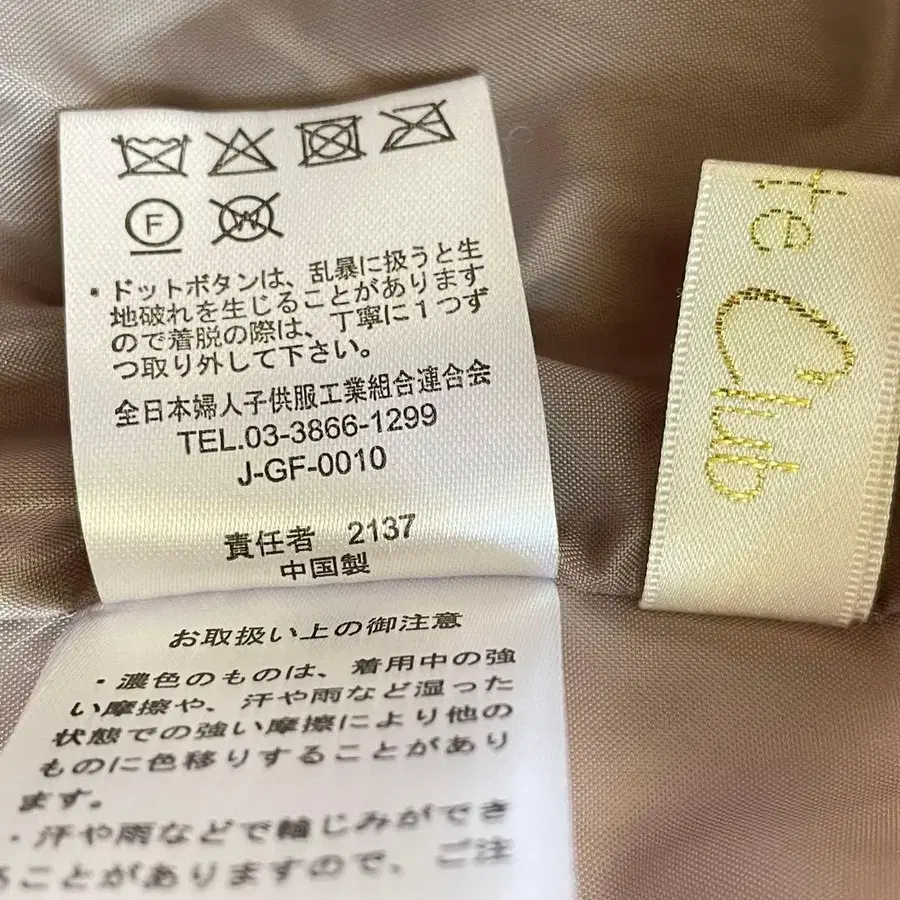 F
W
・ドットボタンは、乱暴に扱うと生
地破れを生じることがあります
ので着脱の際は、丁寧に1つず
つ取り外して下さい。
全日本婦人子供服工業組合連合会
TEL.03-3866-1299
J-GF-0010
責任者 2137
中国製
お取扱い上の御注意
・濃色のものは、着用中の強
い摩擦や、汗や雨など湿った
状態での強い摩擦により他の
ものに色移りすることがあり
ます。
・汗や雨などで輪じみができ
ることがありますので、ご注
te
Club